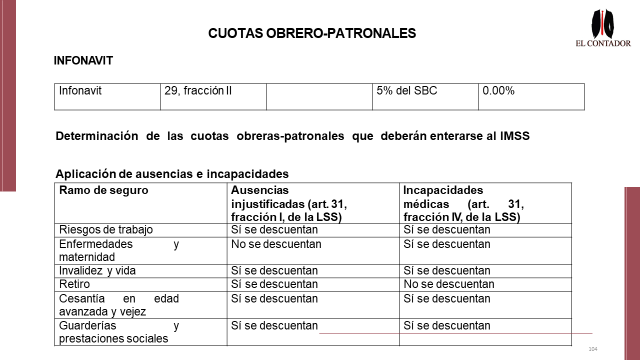 CUOTAS OBRERO-PATRONALES
EL CONTADOR
INFONAVIT
Infonavit 29, fracción II 5% del SBC 0.00%
Determinación de las cuotas obreras-patronales que deberán enterarse al IMSS
Aplicación de ausencias e incapacidades
Ramo de seguro
Ausencias
injustificadas (art. 31,
fracción I, de la LSS)
Incapacidades
médicas (art. 31,
fracción IV, de la LSS)
Riesgos de trabajo Sí se descuentan Sí se descuentan
Enfermedades y
maternidad
No se descuentan Sí se descuentan
Invalidez y vida Sí se descuentan Sí se descuentan
Retiro Sí se descuentan No se descuentan
Cesantía en edad
avanzada y vejez
Sí se descuentan Sí se descuentan
Guarderías y
prestaciones sociales
Sí se descuentan Sí se descuentan
104